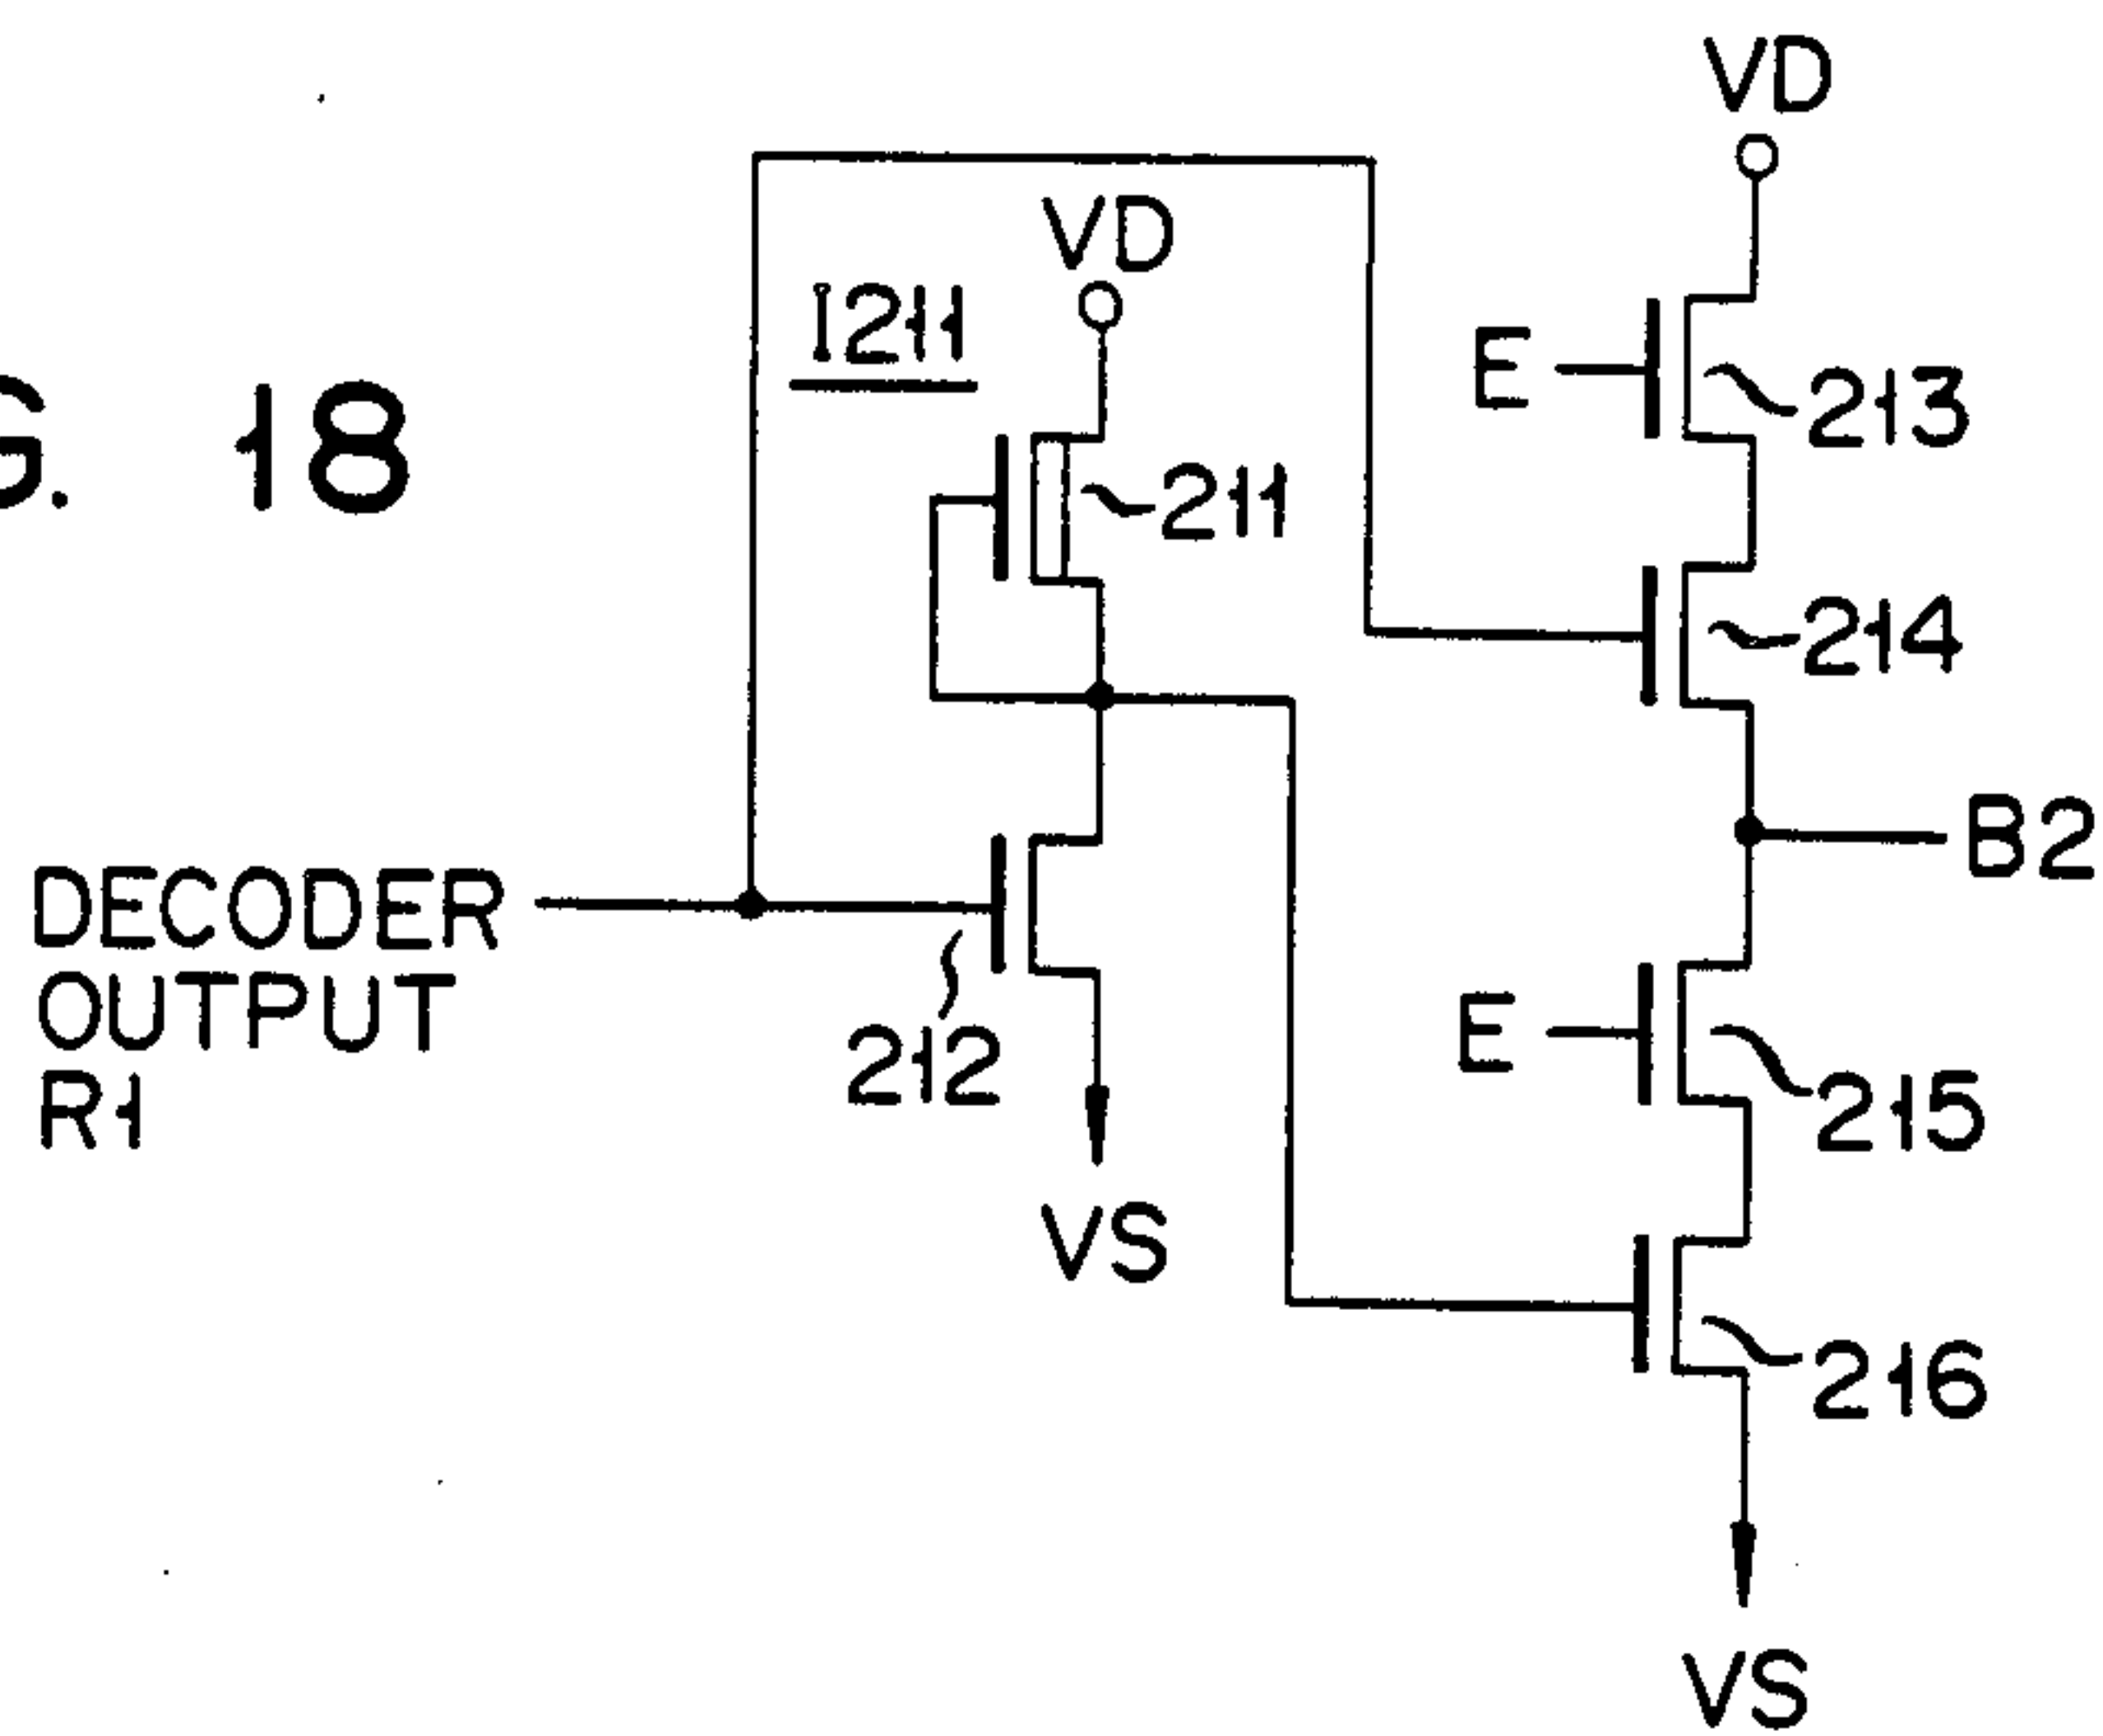 VD
VD
I211
E
213
G. 18
211
214
B2
DECODER
OUTPUT
R1
E
212
215
VS
216
VS